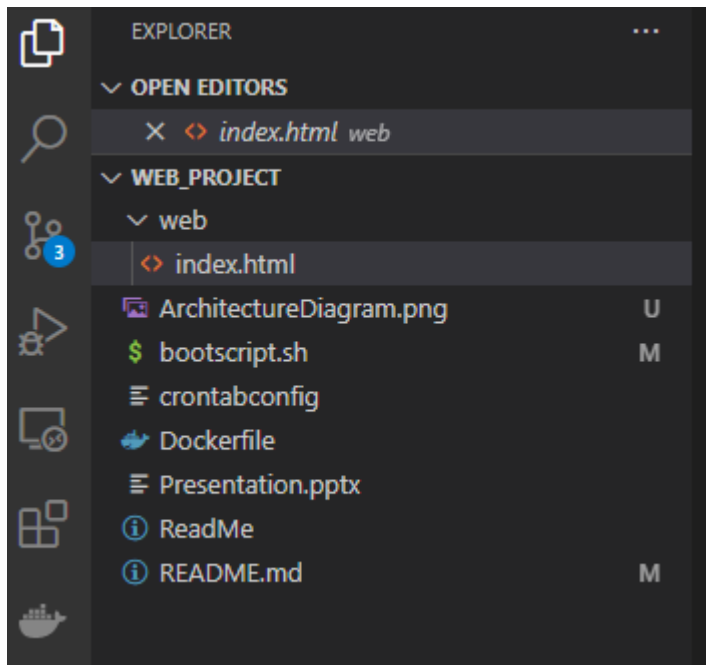 EXPLORER ...
OPEN EDITORS
index.html web
WEB_PROJECT
web
3
index.html
ArchitectureDiagram.png U
bootscript.sh M
crontabconfig
Dockerfile
Presentation.pptx
ReadMe
README.md M